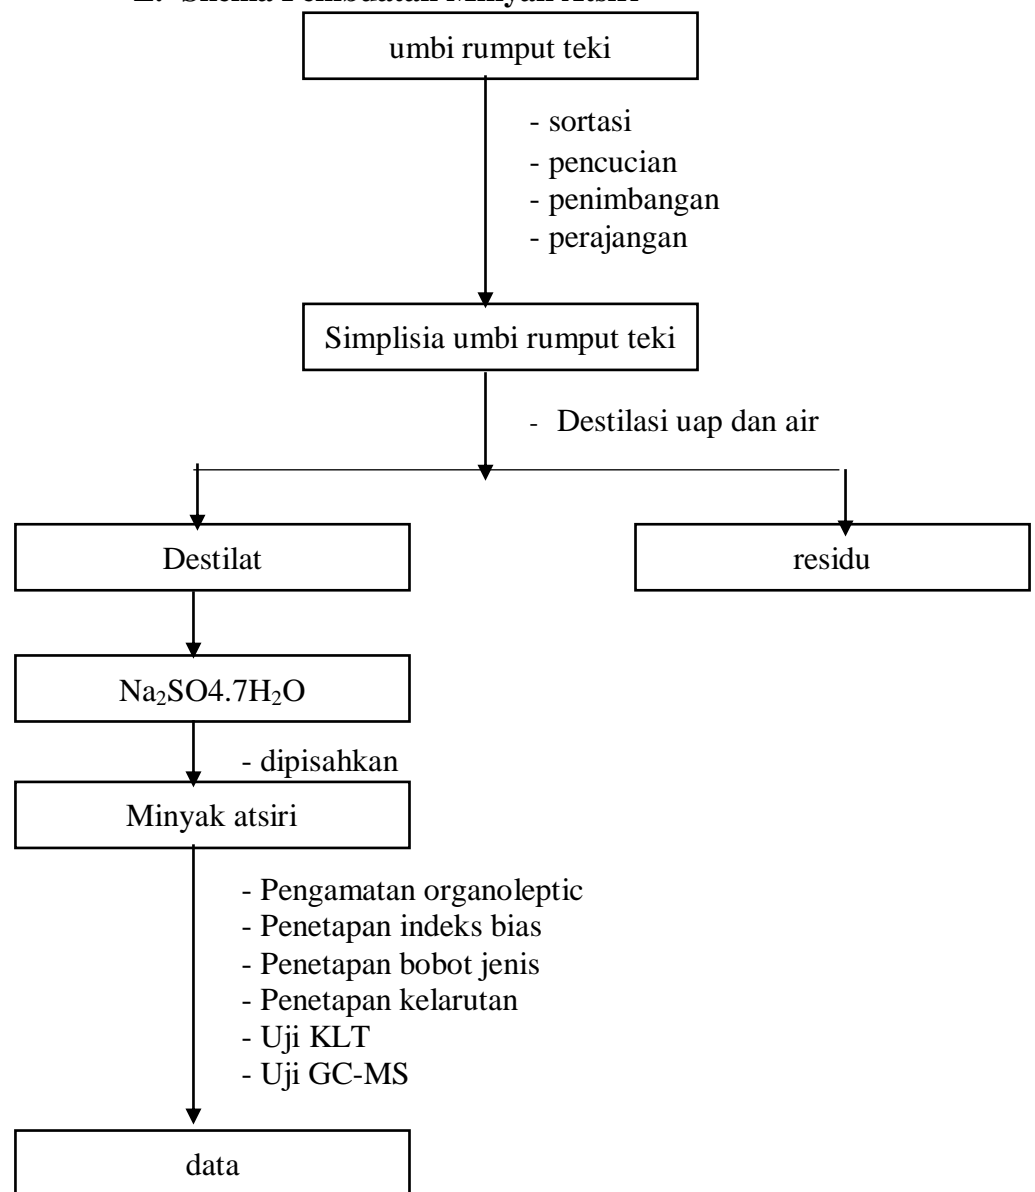 umbi rumput teki
- sortasi
- pencucian
- penimbangan
- perajangan
Simplisia umbi rumput teki
- Destilasi uap dan air
Destilat
residu
Na₂SO4.7H₂O
- dipisahkan
Minyak atsiri
- Pengamatan organoleptic
- Penetapan indeks bias
- Penetapan bobot jenis
- Penetapan kelarutan
- Uji KLT
- Uji GC-MS
data